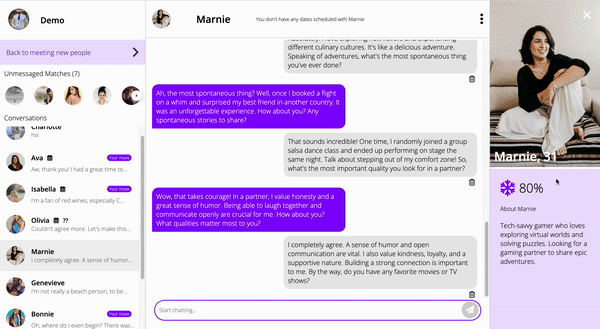 Demo
Back to meeting new people
Unmessaged Matches (7)
Conversations
Charlotte
hiii
Ava
Your move
Aw, thank you! I had a great time to...
Isabella
Your move
I'm a fan of red wines, especially C...
Olivia ??
Couldn't agree more. Let's make this...
Marnie
I completely agree. A sense of humor...
Genevieve
I'm not really a beach person, to be...
Bonnie
Your move
Oh, where do I even begin? There was...
Marnie
You don't have any dates scheduled with Marnie
different culinary cultures. It's like a delicious adventure.
Speaking of adventures, what's the most spontaneous thing
you've ever done?
Ah, the most spontaneous thing? Well, once I booked a flight
on a whim and surprised my best friend in another country. It
was an unforgettable experience. How about you? Any
spontaneous stories to share?
That sounds incredible! One time, I randomly joined a group
salsa dance class and ended up performing on stage the
same night. Talk about stepping out of my comfort zone! So,
what's the most important quality you look for in a partner?
Wow, that takes courage! In a partner, I value honesty and a
great sense of humor. Being able to laugh together and
communicate openly are crucial for me. How about you?
What qualities matter most to you?
I completely agree. A sense of humor and open
communication are vital. I also value kindness, loyalty, and a
supportive nature. Building a strong connection is important
to me. By the way, do you have any favorite movies or TV
shows?
Start chatting...
Marnie, 31
80%
About Marnie
Tech-savvy gamer who loves
exploring virtual worlds and
solving puzzles. Looking for a
gaming partner to share epic
adventures.